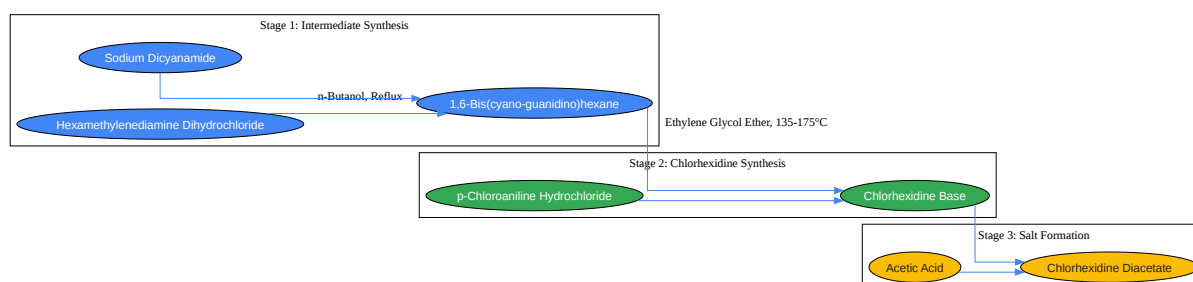 Stage 1: Intermediate Synthesis
Sodium Dicyanamide
n-Butanol, Reflux
1,6-Bis(cyano-guanidino)hexane
Hexamethylenediamine Dihydrochloride
Ethylene Glycol Ether, 135-175°C
Stage 2: Chlorhexidine Synthesis
p-Chloroaniline Hydrochloride
Chlorhexidine Base
Stage 3: Salt Formation
Acetic Acid
Chlorhexidine Diacetate